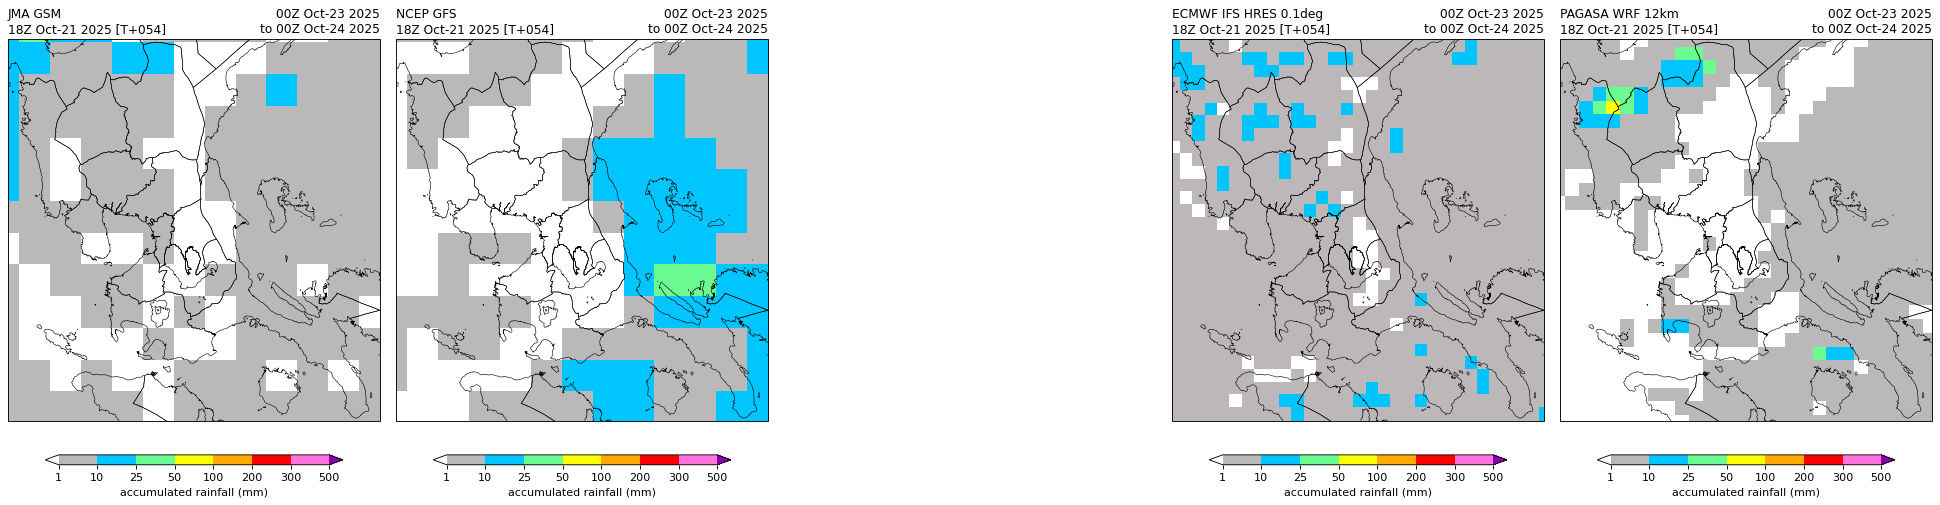 JMA GSM
00Z Oct-23 2025
18Z Oct-21 2025 [T+054]
to 00Z Oct-24 2025
NCEP GFS
00Z Oct-23 2025
18Z Oct-21 2025 [T+054]
to 00Z Oct-24 2025
ECMWF IFS HRES 0.1deg
00Z Oct-23 2025
18Z Oct-21 2025 [T+054]
to 00Z Oct-24 2025
PAGASA WRF 12km
00Z Oct-23 2025
18Z Oct-21 2025 [T+054]
to 00Z Oct-24 2025
1 10 25 50 100 200 300 500
accumulated rainfall (mm)
1 10 25 50 100 200 300 500
accumulated rainfall (mm)
1 10 25 50 100 200 300 500
accumulated rainfall (mm)
1 10 25 50 100 200 300 500
accumulated rainfall (mm)